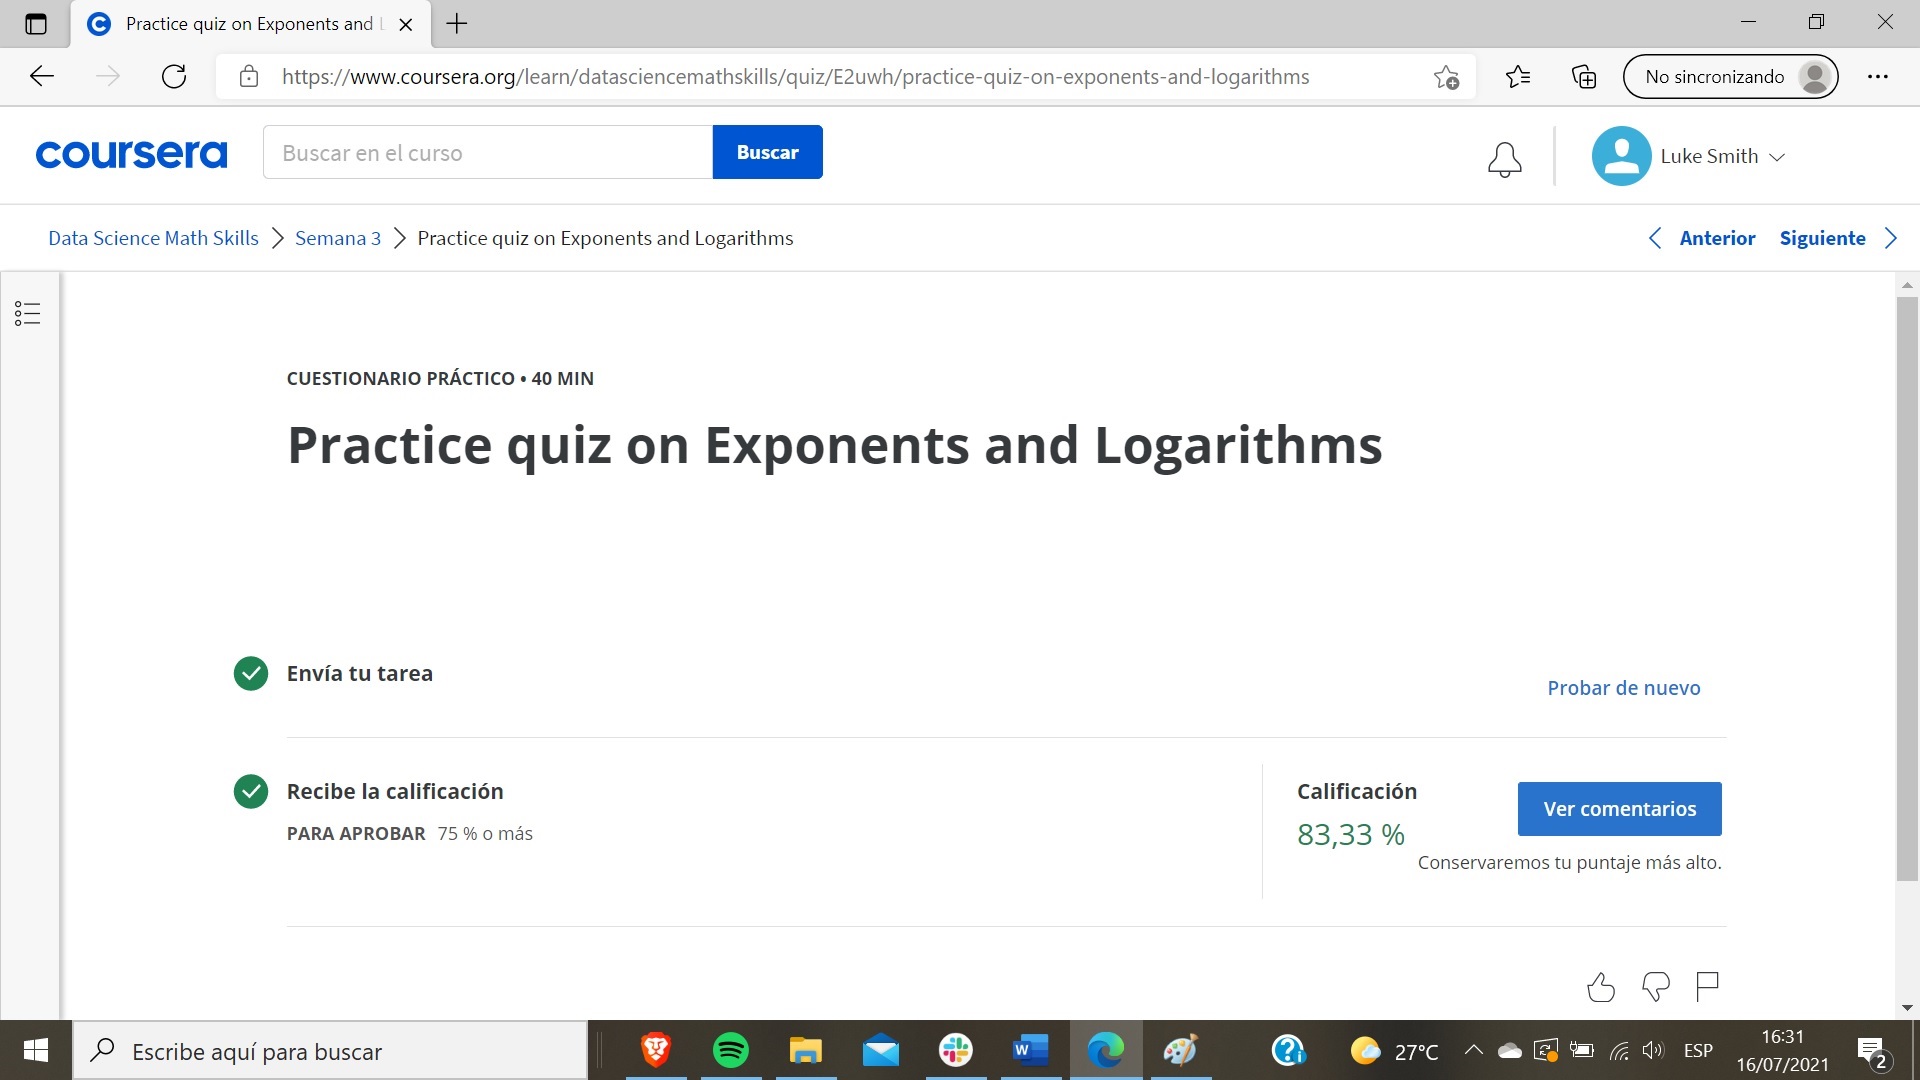 Practice quiz on Exponents and L
https://www.coursera.org/learn/datasciencemathskills/quiz/E2uwh/practice-quiz-on-exponents-and-logarithms
No sincronizando
coursera
Buscar en el curso
Buscar
Luke Smith
Data Science Math Skills
Semana 3
Practice quiz on Exponents and Logarithms
Anterior
Siguiente
CUESTIONARIO PRÁCTICO • 40 MIN
Practice quiz on Exponents and Logarithms
Envía tu tarea
Probar de nuevo
Recibe la calificación
PARA APROBAR 75 % o más
Calificación
83,33 %
Ver comentarios
Conservaremos tu puntaje más alto.
Escribe aquí para buscar
27°C
ESP
16:31
16/07/2021
2